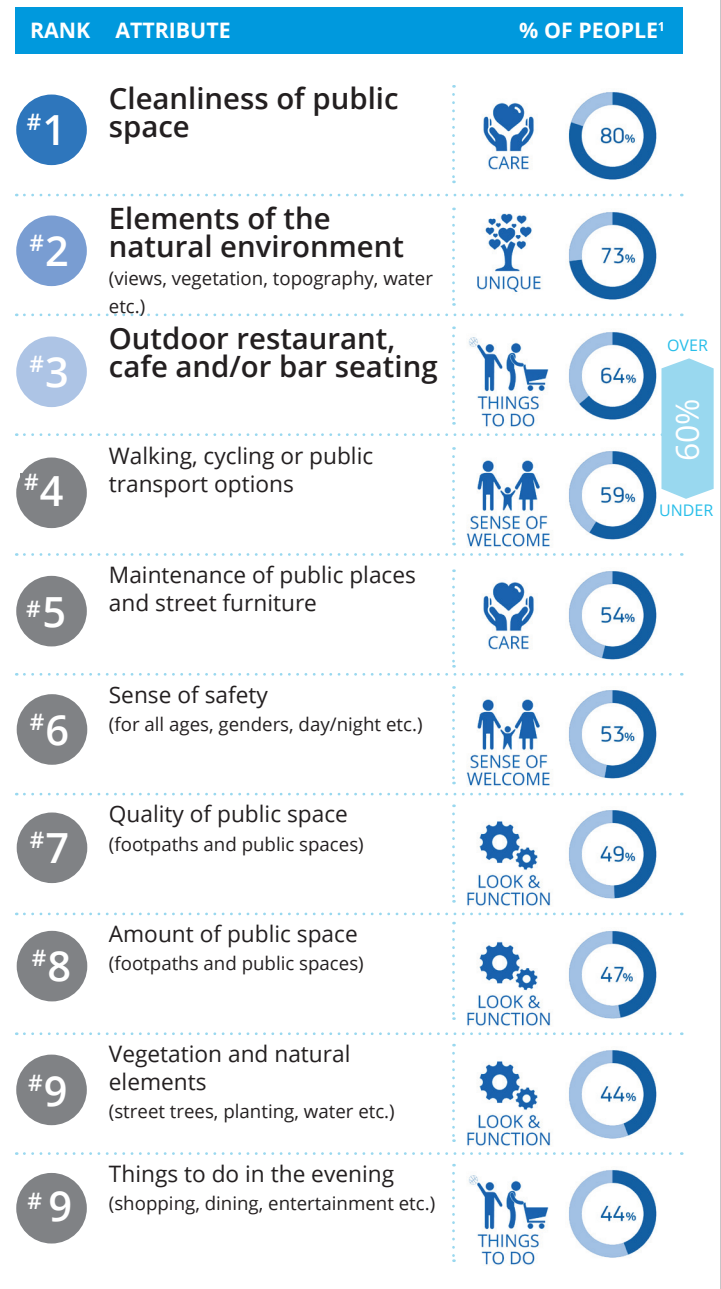 RANK ATTRIBUTE % OF PEOPLE¹
#1
Cleanliness of public
space
CARE
80%
#2
Elements of the
natural environment
(views, vegetation, topography, water
etc.)
UNIQUE
73%
#3
Outdoor restaurant,
cafe and/or bar seating
THINGS
TO DO
64%
OVER
60%
UNDER
#4
Walking, cycling or public
transport options
SENSE OF
WELCOME
59%
#5
Maintenance of public places
and street furniture
CARE
54%
#6
Sense of safety
(for all ages, genders, day/night etc.)
SENSE OF
WELCOME
53%
#7
Quality of public space
(footpaths and public spaces)
LOOK &
FUNCTION
49%
#8
Amount of public space
(footpaths and public spaces)
LOOK &
FUNCTION
47%
#9
Vegetation and natural
elements
(street trees, planting, water etc.)
LOOK &
FUNCTION
44%
# 9
Things to do in the evening
(shopping, dining, entertainment etc.)
THINGS
TO DO
44%